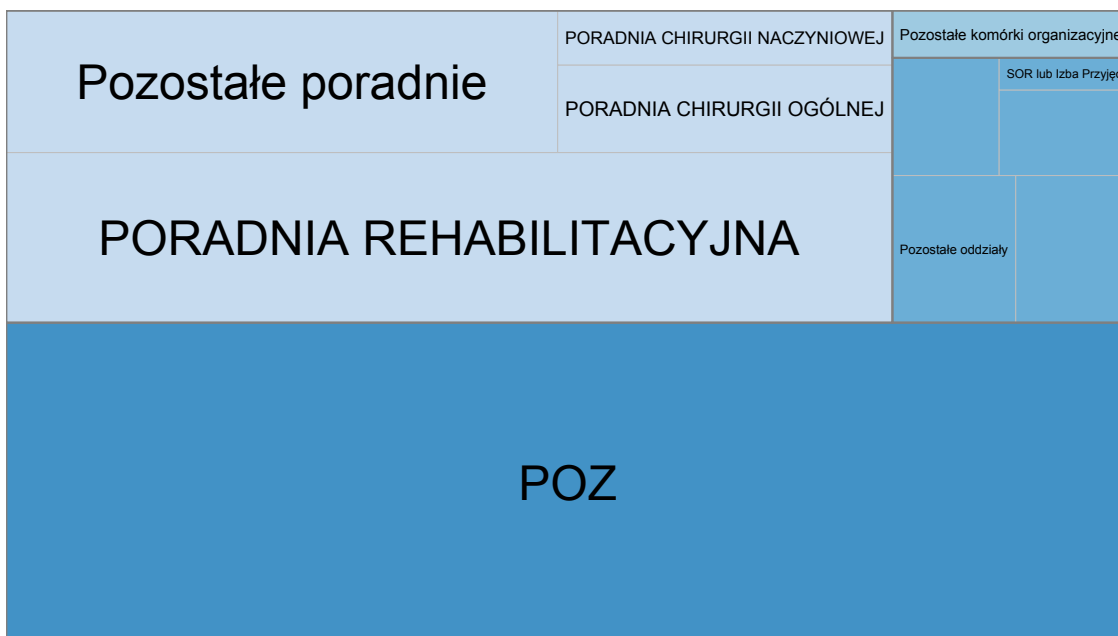 Pozostałe poradnie
PORADNIA CHIRURGII NACZYNIOWEJ
PORADNIA CHIRURGII OGÓLNEJ
PORADNIA REHABILITACYJNA
Pozostałe komórki organizacyjne
SOR lub Izba Przyjęć
Pozostałe oddziały
POZ